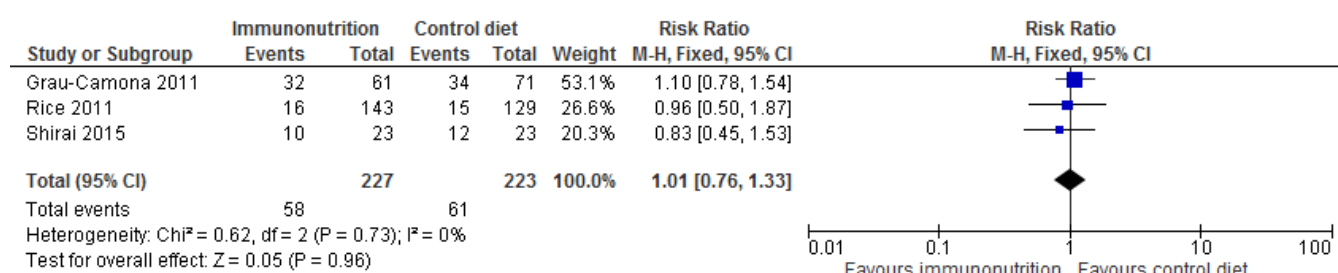 Immunonutrition Control diet Risk Ratio Risk Ratio
Study or Subgroup Events Total Events Total Weight M-H, Fixed, 95% CI M-H, Fixed, 95% CI
Grau-Camona 2011 32 61 34 71 53.1% 1.10 [0.78, 1.54]
Rice 2011 16 143 15 129 26.6% 0.96 [0.50, 1.87]
Shirai 2015 10 23 12 23 20.3% 0.83 [0.45, 1.53]
Total (95% CI) 227 223 100.0% 1.01 [0.76, 1.33]
Total events 58 61
Heterogeneity: Chi² = 0.62, df = 2 (P = 0.73); I² = 0%
Test for overall effect: Z = 0.05 (P = 0.96)
0.01 0.1 1 10 100
Favours immunonutrition Favours control diet